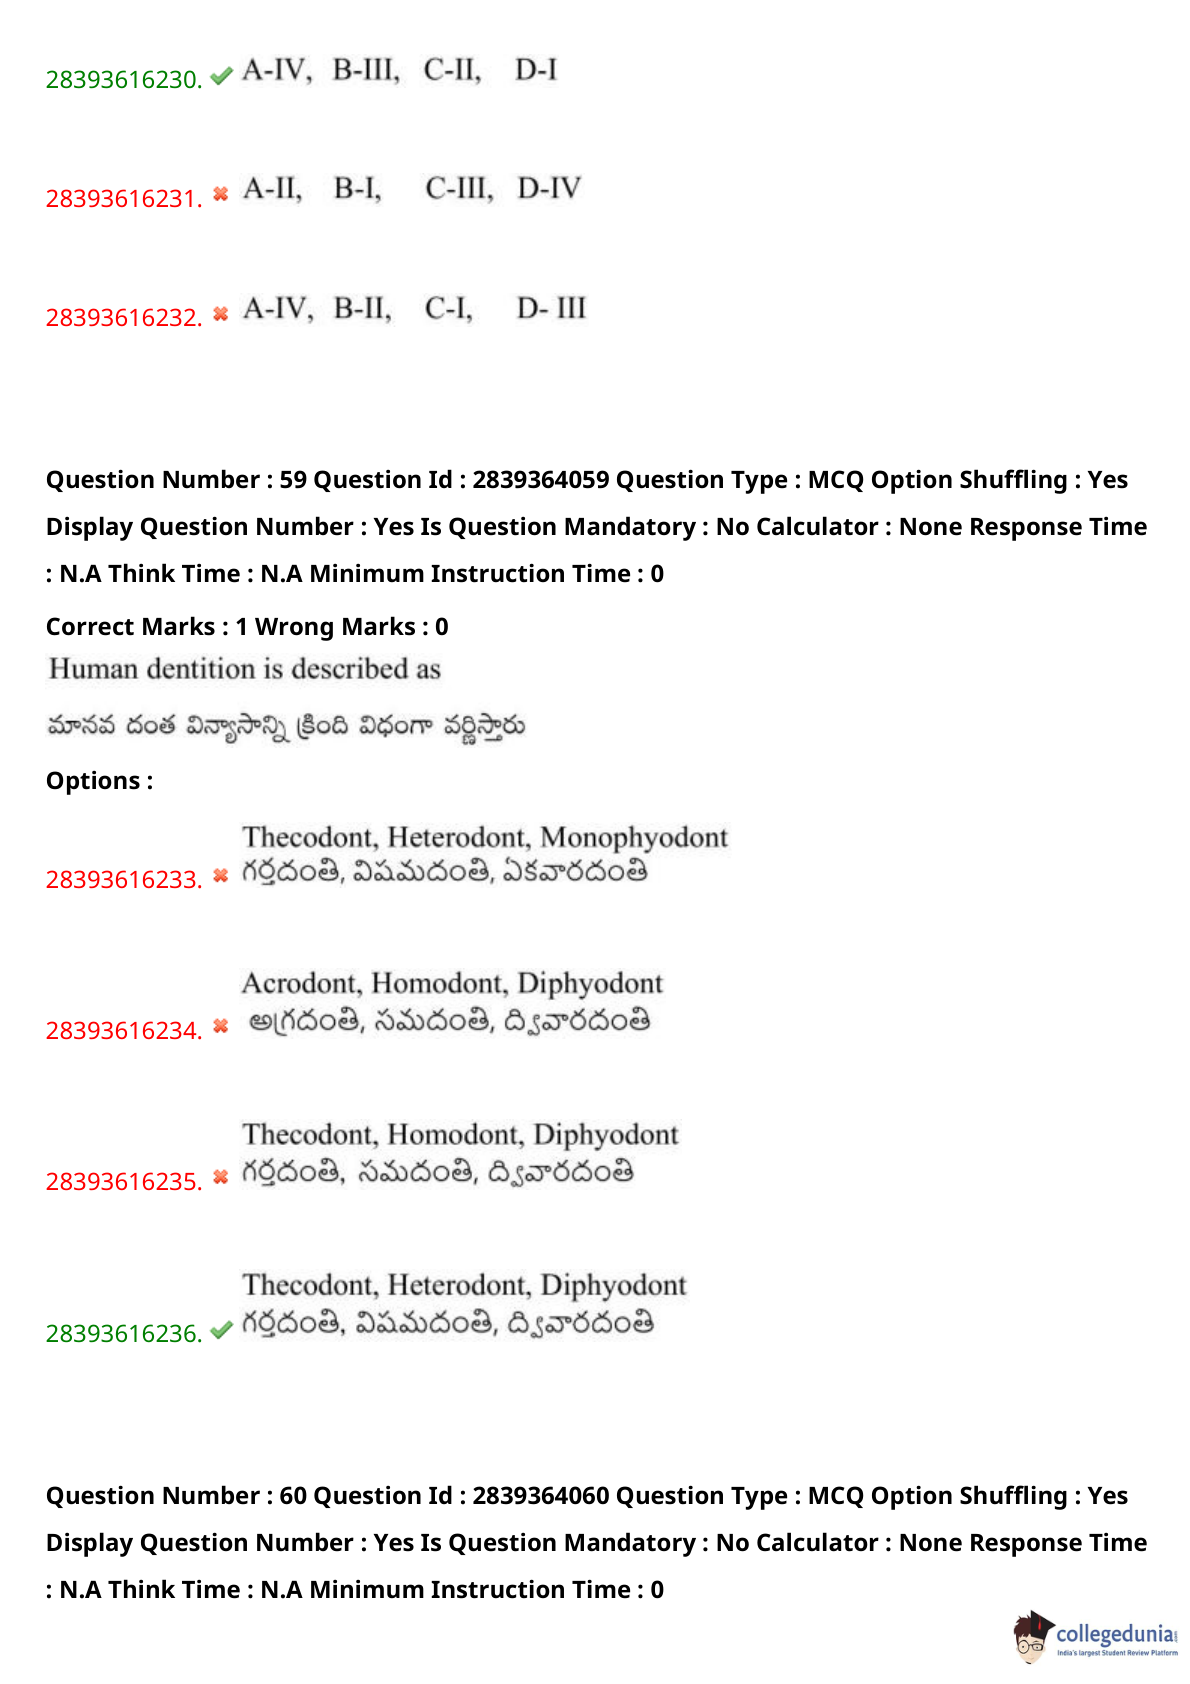 28393616230. A-IV, B-III, C-II, D-I
28393616231. A-II, B-I, C-III, D-IV
28393616232. A-IV, B-II, C-I, D- III
Question Number : 59 Question Id : 2839364059 Question Type : MCQ Option Shuffling : Yes
Display Question Number : Yes Is Question Mandatory : No Calculator : None Response Time
: N.A Think Time : N.A Minimum Instruction Time : 0
Correct Marks : 1 Wrong Marks : 0
Human dentition is described as
మానవ దంత విన్యాసాన్ని క్రింది విధంగా వర్ణిస్తారు
Options :
Thecodont, Heterodont, Monophyodont
28393616233. గర్తదంతి, విషమదంతి, ఏకవారదంతి
Acrodont, Homodont, Diphyodont
28393616234. అగ్రదంతి, సమదంతి, ద్వివారదంతి
Thecodont, Homodont, Diphyodont
28393616235. గర్తదంతి, సమదంతి, ద్వివారదంతి
Thecodont, Heterodont, Diphyodont
28393616236. గర్తదంతి, విషమదంతి, ద్వివారదంతి
Question Number : 60 Question Id : 2839364060 Question Type : MCQ Option Shuffling : Yes
Display Question Number : Yes Is Question Mandatory : No Calculator : None Response Time
: N.A Think Time : N.A Minimum Instruction Time : 0
collegedunia
India's largest Student Review Platform